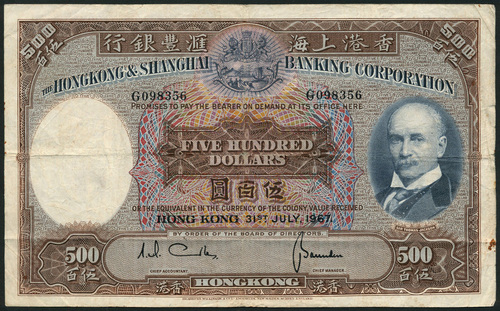 500 伍百
500 伍百
行銀豐滙 海上港香
THE HONGKONG & SHANGHAI BANKING CORPORATION
G098356 G098356
PROMISES TO PAY THE BEARER ON DEMAND AT ITS OFFICE HERE
FIVE HUNDRED
DOLLARS
圓百伍
OR THE EQUIVALENT IN THE CURRENCY OF THE COLONY, VALUE RECEIVED
HONG KONG 31ST JULY, 1967.
BY ORDER OF THE BOARD OF DIRECTORS.
500 500
百伍 百伍
CHIEF ACCOUNTANT CHIEF MANAGER
港香 HONGKONG 港香